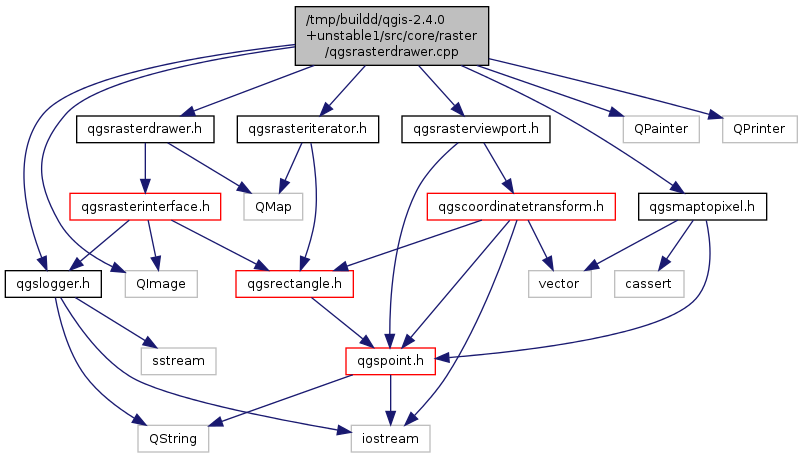 /tmp/buildd/qgis-2.4.0
+unstable1/src/core/raster
/qgsrasterdrawer.cpp
qgsrasterdrawer.h
qgsrasteriterator.h
qgsrasterviewport.h
QPainter
QPrinter
qgsrasterinterface.h
QMap
qgscoordinatetransform.h
qgsmaptopixel.h
qgslogger.h
QImage
qgsrectangle.h
vector
cassert
sstream
qgspoint.h
QString
iostream